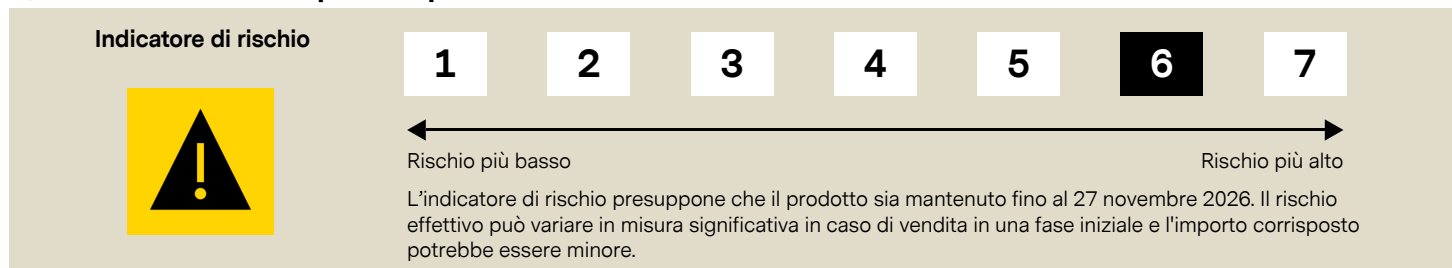 Indicatore di rischio
1 2 3 4 5 6 7
Rischio più basso Rischio più alto
L'indicatore di rischio presuppone che il prodotto sia mantenuto fino al 27 novembre 2026. Il rischio
effettivo può variare in misura significativa in caso di vendita in una fase iniziale e l'importo corrisposto
potrebbe essere minore.